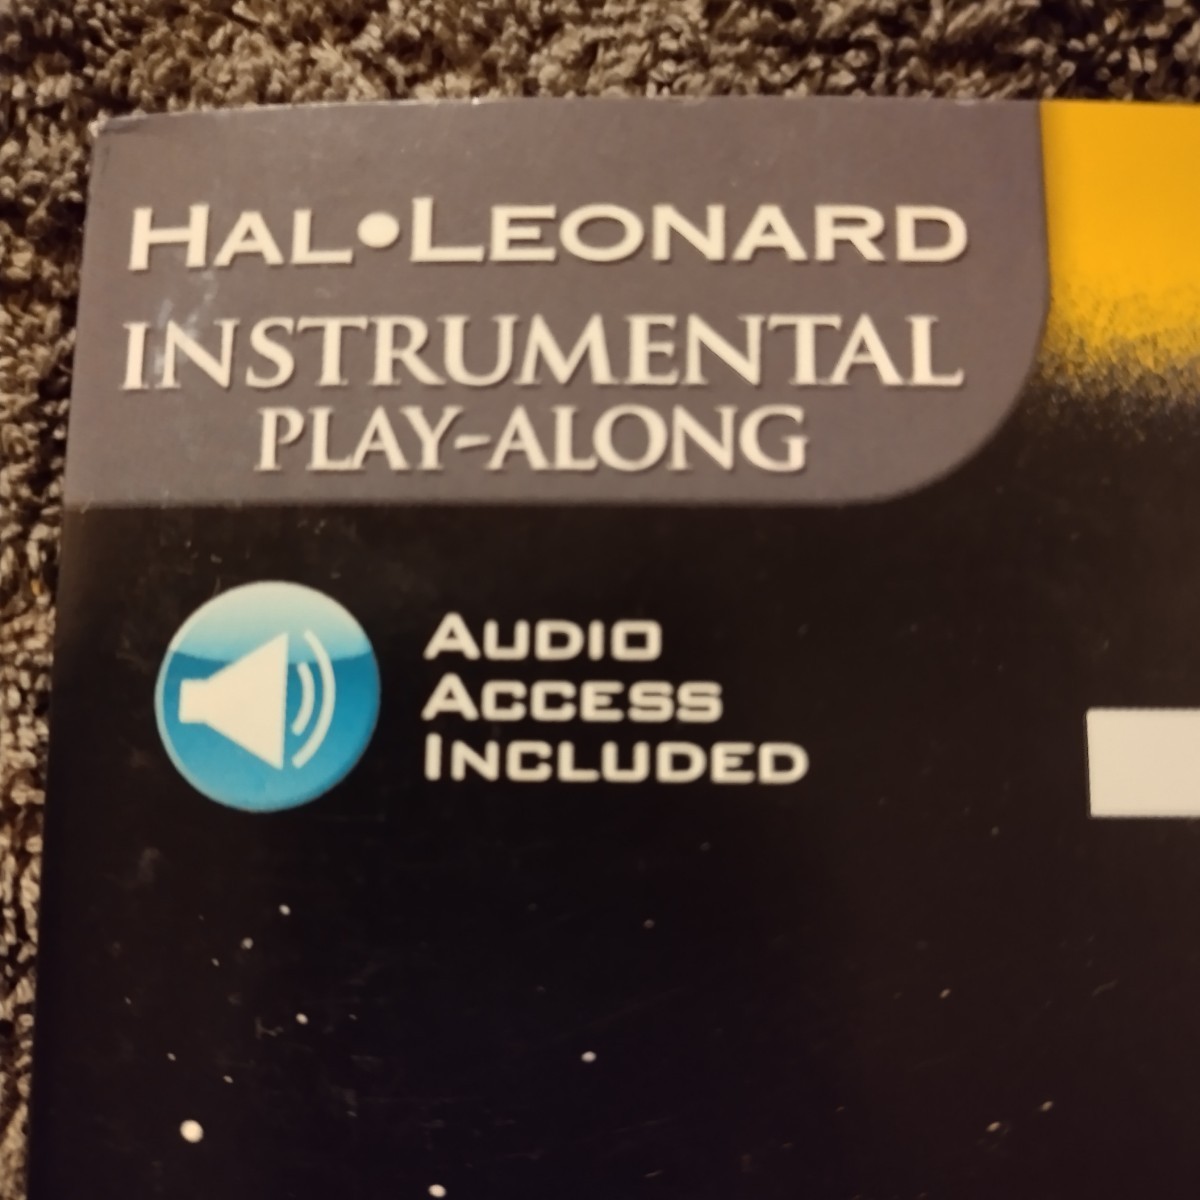 HAL•LEONARD
INSTRUMENTAL
PLAY-ALONG
AUDIO
ACCESS
INCLUDED